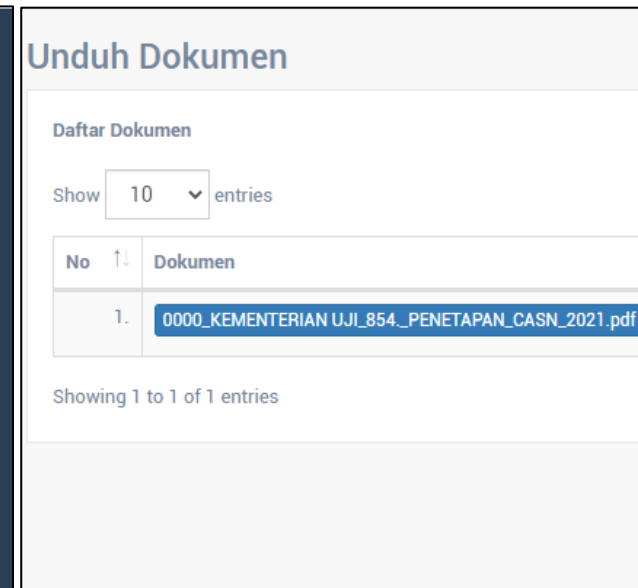 Unduh Dokumen
Daftar Dokumen
Show 10 entries
No Dokumen
1. 0000_KEMENTERIAN UJI_854._PENETAPAN_CASN_2021.pdf
Showing 1 to 1 of 1 entries